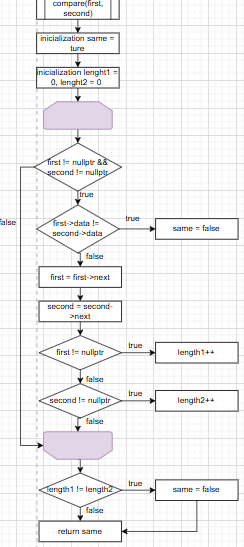 compare(first,
second)
inicialization same =
ture
inicialization lenght1 =
0, lenght2 = 0
first != nullptr &&
second != nullptr
true
false
first->data !=
second->data
true
same = false
false
first = first->next
second = second-
>next
first != nullptr
true
length1++
false
second != nullptr
true
length2++
false
length1 != length2
true
same = false
false
return same